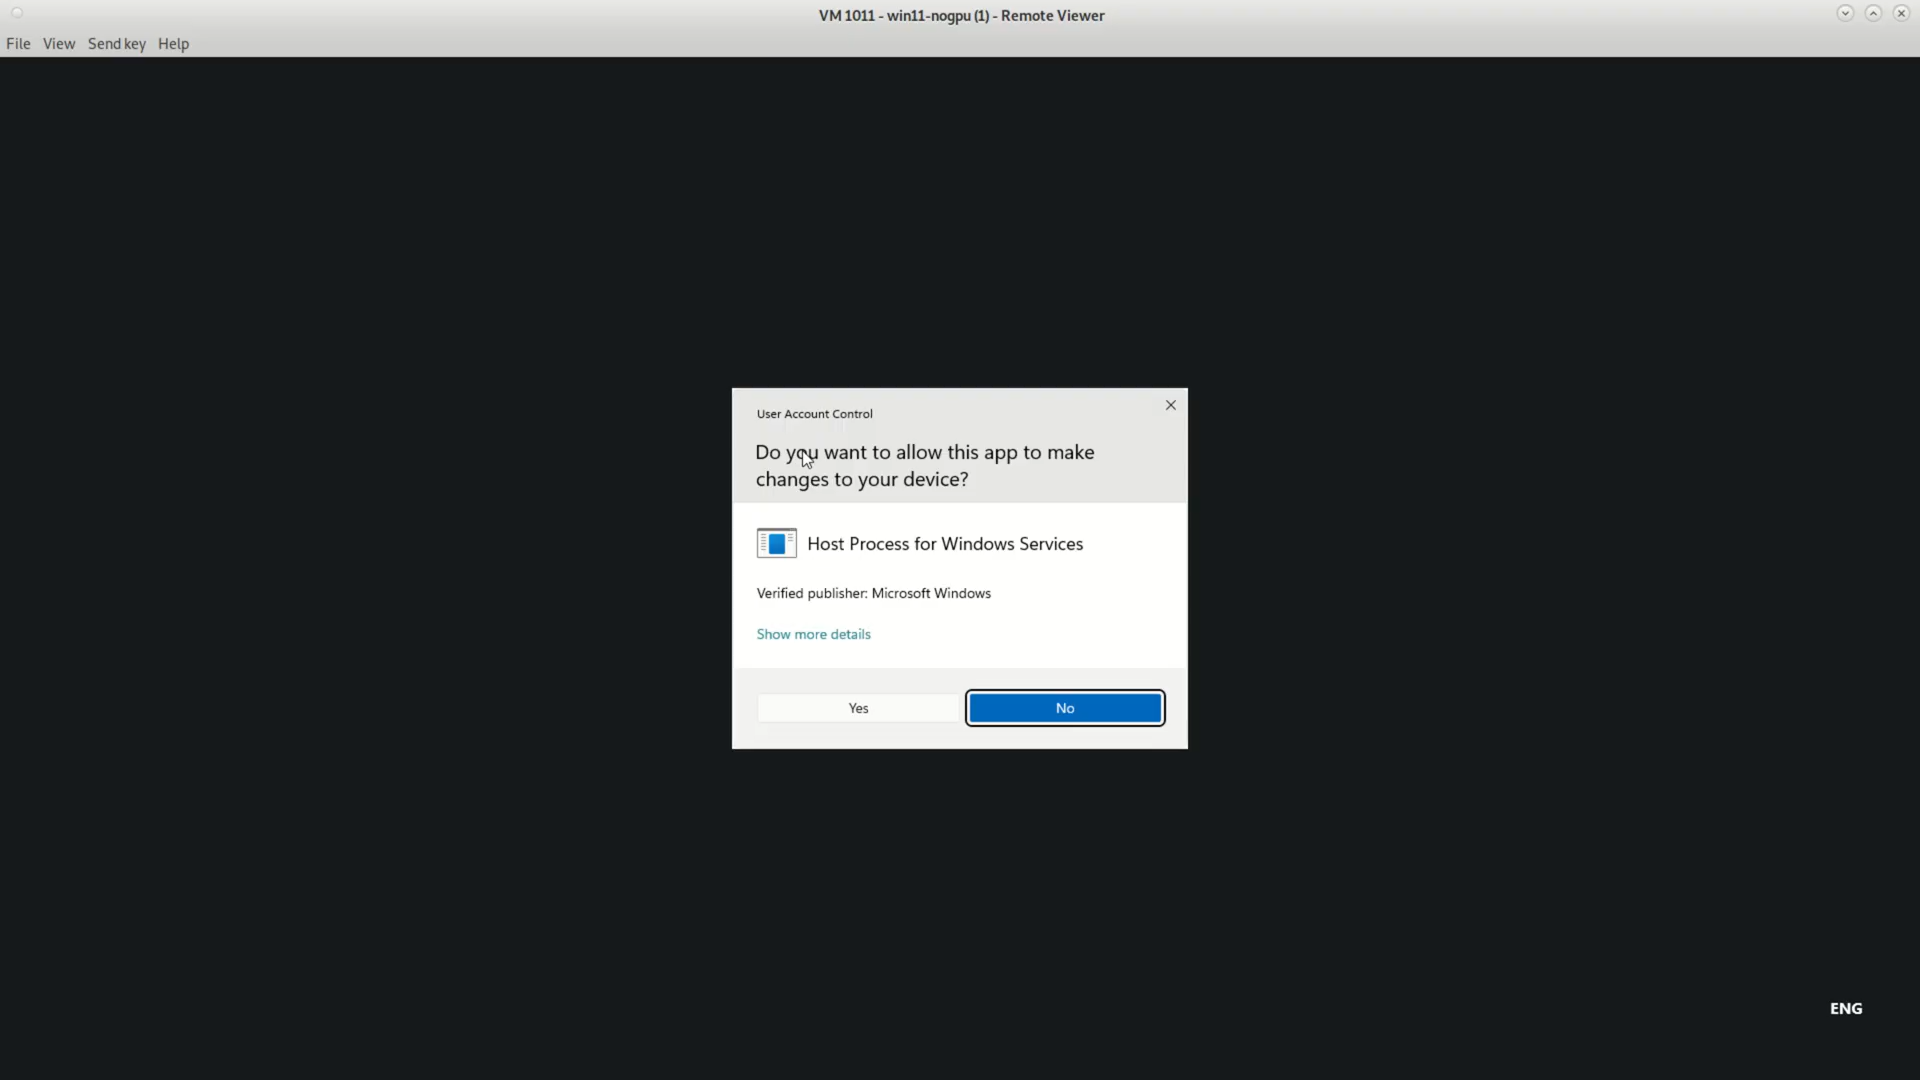 VM 1011 - win11-nogpu (1) - Remote Viewer
File View Send key Help
User Account Control
Do you want to allow this app to make
changes to your device?
Host Process for Windows Services
Verified publisher: Microsoft Windows
Show more details
Yes No
ENG